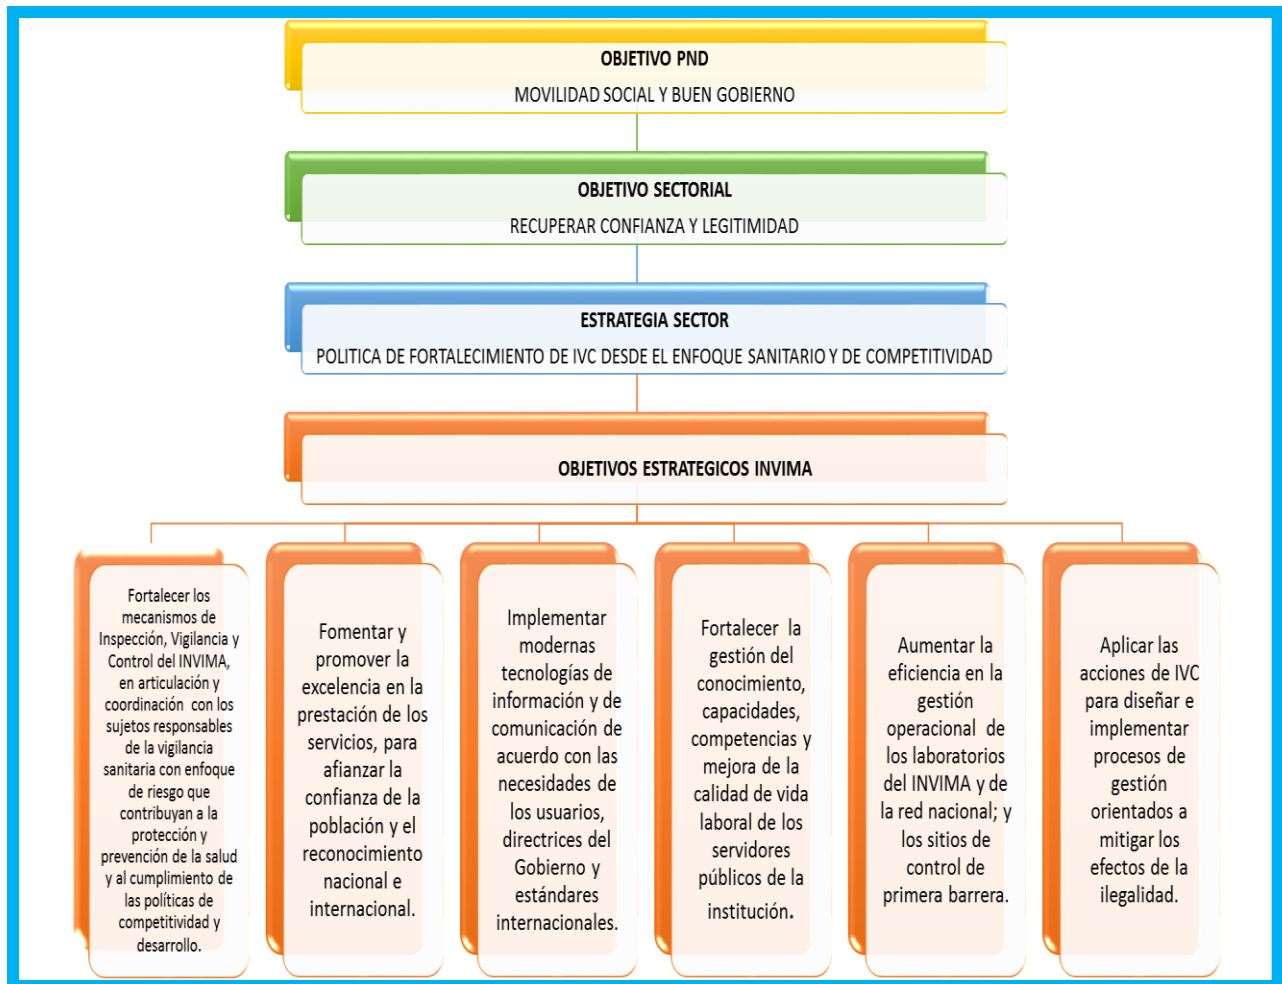 OBJETIVO PND
MOVILIDAD SOCIAL Y BUEN GOBIERNO
OBJETIVO SECTORIAL
RECUPERAR CONFIANZA Y LEGITIMIDAD
ESTRATEGIA SECTOR
POLITICA DE FORTALECIMIENTO DE IVC DESDE EL ENFOQUE SANITARIO Y DE COMPETITIVIDAD
OBJETIVOS ESTRATEGICOS INVIMA
Fortalecer los
mecanismos de
Inspección, Vigilancia y
Control del INVIMA,
en articulación y
coordinación con los
sujetos responsables
de la vigilancia
sanitaria con enfoque
de riesgo que
contribuyan a la
protección y
prevención de la salud
y al cumplimiento de
las políticas de
competitividad y
desarrollo.
Fomentar y
promover la
excelencia en la
prestación de los
servicios, para
afianzar la
confianza de la
población y el
reconocimiento
nacional e
internacional.
Implementar
modernas
tecnologías de
información y de
comunicación de
acuerdo con las
necesidades de
los usuarios,
directrices del
Gobierno y
estándares
internacionales.
Fortalecer la
gestión del
conocimiento,
capacidades,
competencias y
mejora de la
calidad de vida
laboral de los
servidores
públicos de la
institución.
Aumentar la
eficiencia en la
gestión
operacional de
los laboratorios
del INVIMA y de
la red nacional; y
los sitios de
control de
primera barrera.
Aplicar las
acciones de IVC
para diseñar e
implementar
procesos de
gestión
orientados a
mitigar los
efectos de la
ilegalidad.